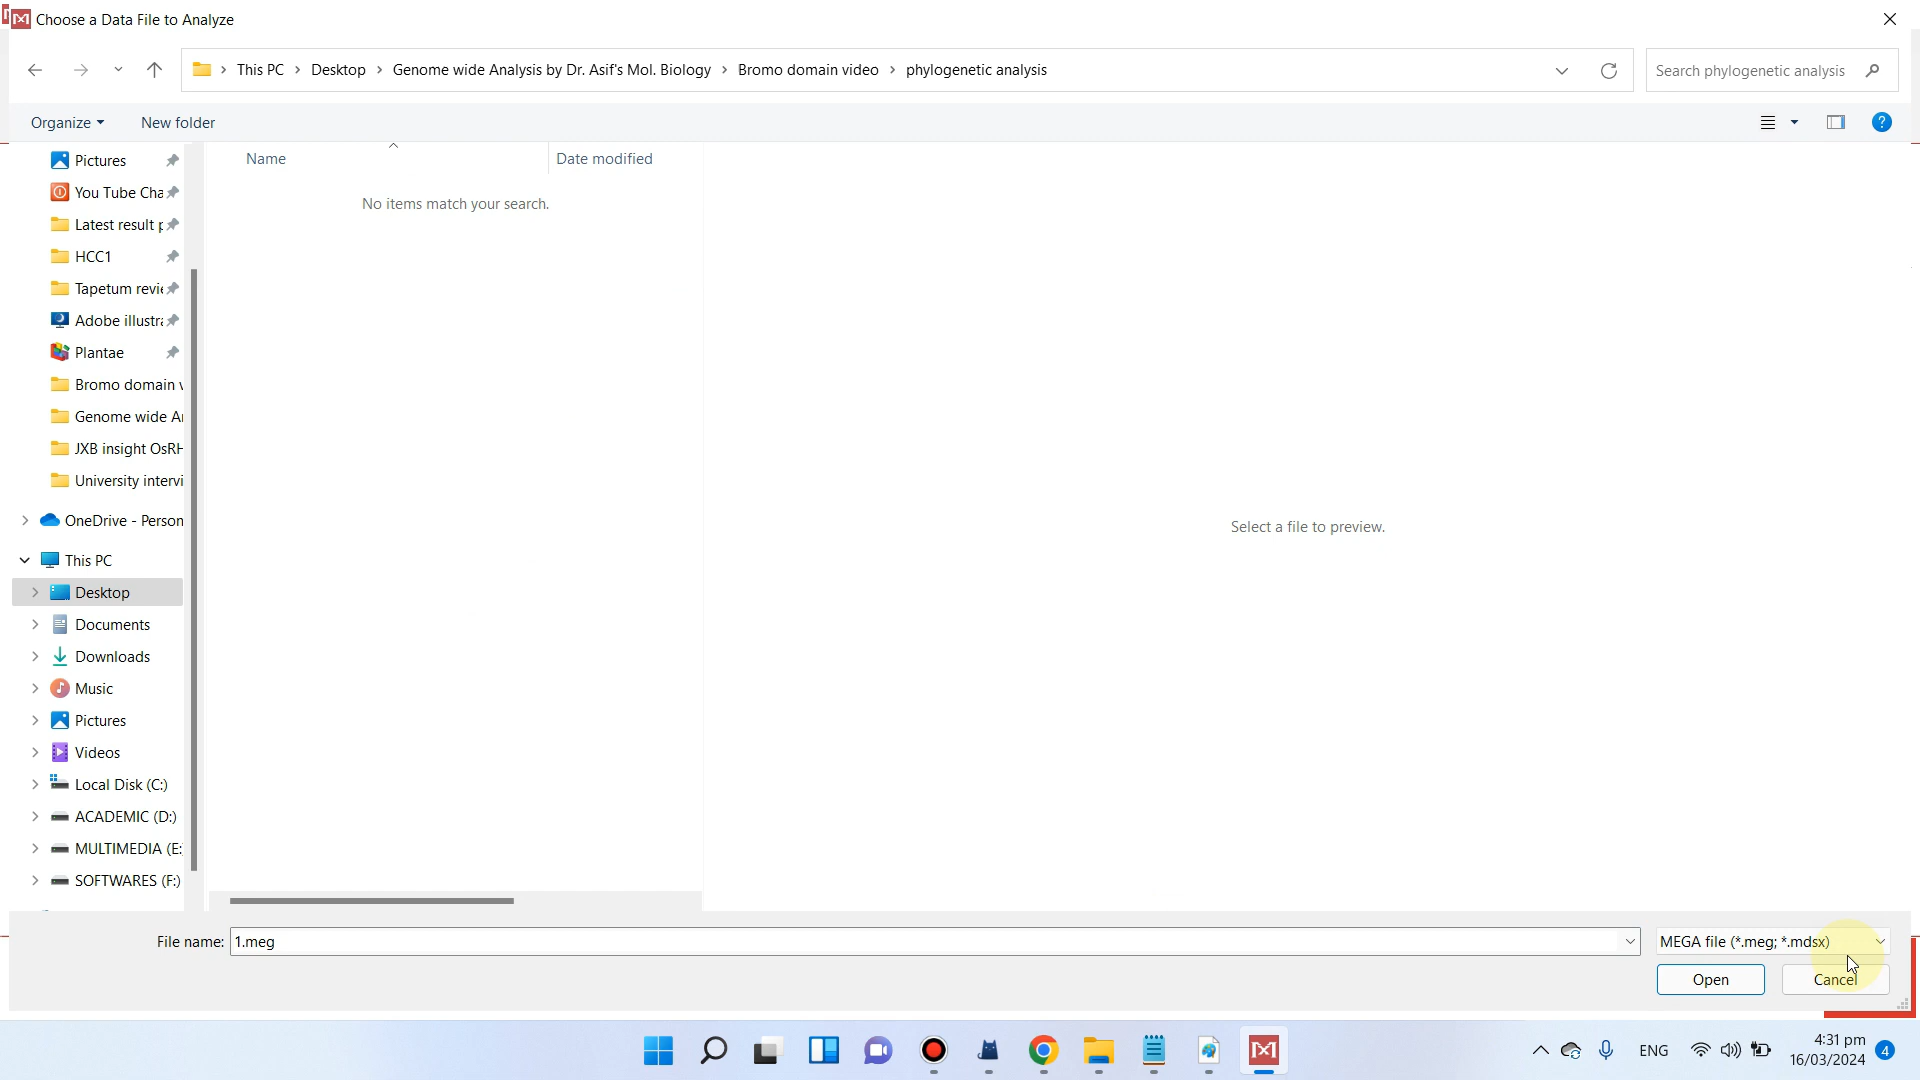 Choose a Data File to Analyze
This PC > Desktop > Genome wide Analysis by Dr. Asif's Mol. Biology > Bromo domain video > phylogenetic analysis
Search phylogenetic analysis
Organize
New folder
Name
Date modified
Pictures
You Tube Cha
Latest result p
HCC1
Tapetum revi
Adobe illustra
Plantae
Bromo domain v
Genome wide A
JXB insight OsRH
University intervi
OneDrive - Person
This PC
Desktop
Documents
Downloads
Music
Pictures
Videos
Local Disk (C:)
ACADEMIC (D:)
MULTIMEDIA (E:
SOFTWARES (F:)
No items match your search.
Select a file to preview.
File name:
1.meg
MEGA file (*.meg; *.mdsx)
Open
Cancel
ENG
4:31 pm
16/03/2024
4